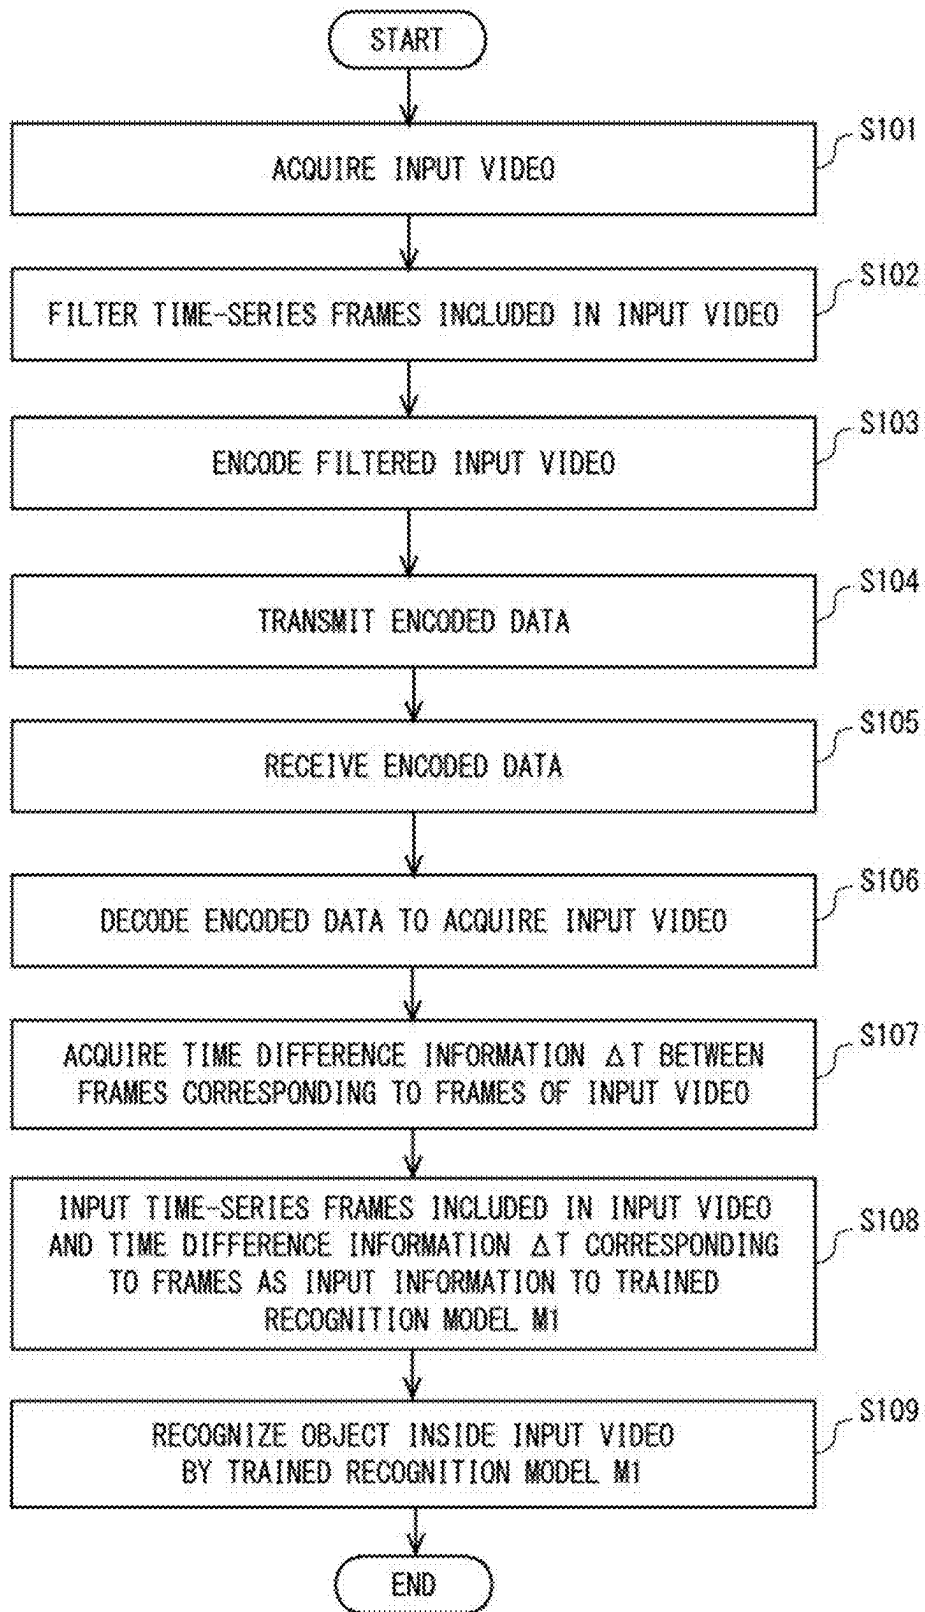 START
S101
ACQUIRE INPUT VIDEO
S102
FILTER TIME-SERIES FRAMES INCLUDED IN INPUT VIDEO
S103
ENCODE FILTERED INPUT VIDEO
S104
TRANSMIT ENCODED DATA
S105
RECEIVE ENCODED DATA
S106
DECODE ENCODED DATA TO ACQUIRE INPUT VIDEO
S107
ACQUIRE TIME DIFFERENCE INFORMATION ΔT BETWEEN
FRAMES CORRESPONDING TO FRAMES OF INPUT VIDEO
S108
INPUT TIME-SERIES FRAMES INCLUDED IN INPUT VIDEO
AND TIME DIFFERENCE INFORMATION ΔT CORRESPONDING
TO FRAMES AS INPUT INFORMATION TO TRAINED
RECOGNITION MODEL M1
S109
RECOGNIZE OBJECT INSIDE INPUT VIDEO
BY TRAINED RECOGNITION MODEL M1
END